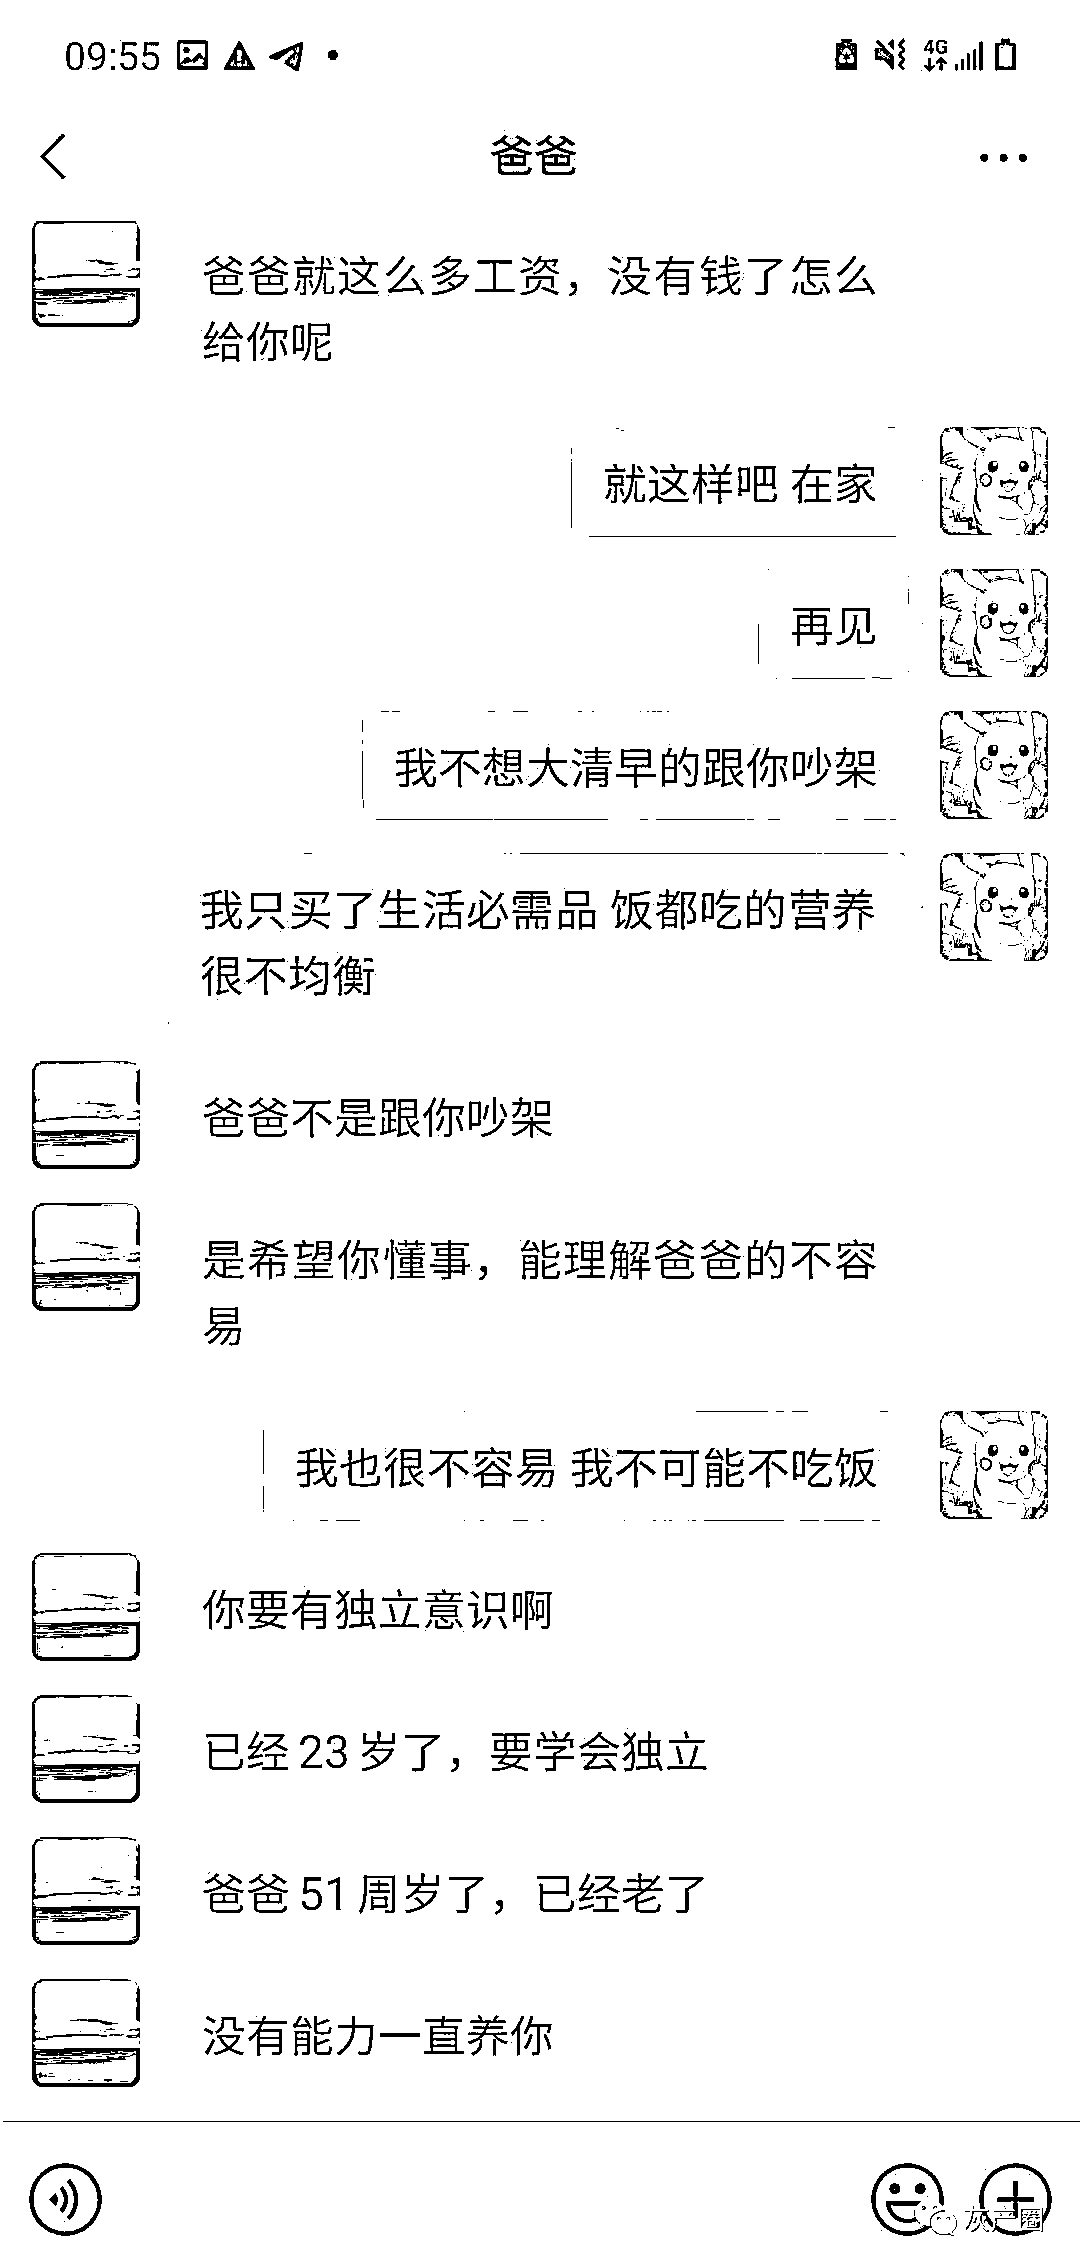 09:55
4G
爸爸
爸爸就这么多工资，没有钱了怎么
给你呢
就这样吧 在家
再见
我不想大清早的跟你吵架
我只买了生活必需品 饭都吃的营养
很不均衡
爸爸不是跟你吵架
是希望你懂事，能理解爸爸的不容
易
我也很不容易 我不可能不吃饭
你要有独立意识啊
已经 23 岁了，要学会独立
爸爸 51 周岁了，已经老了
没有能力一直养你
灰产圈